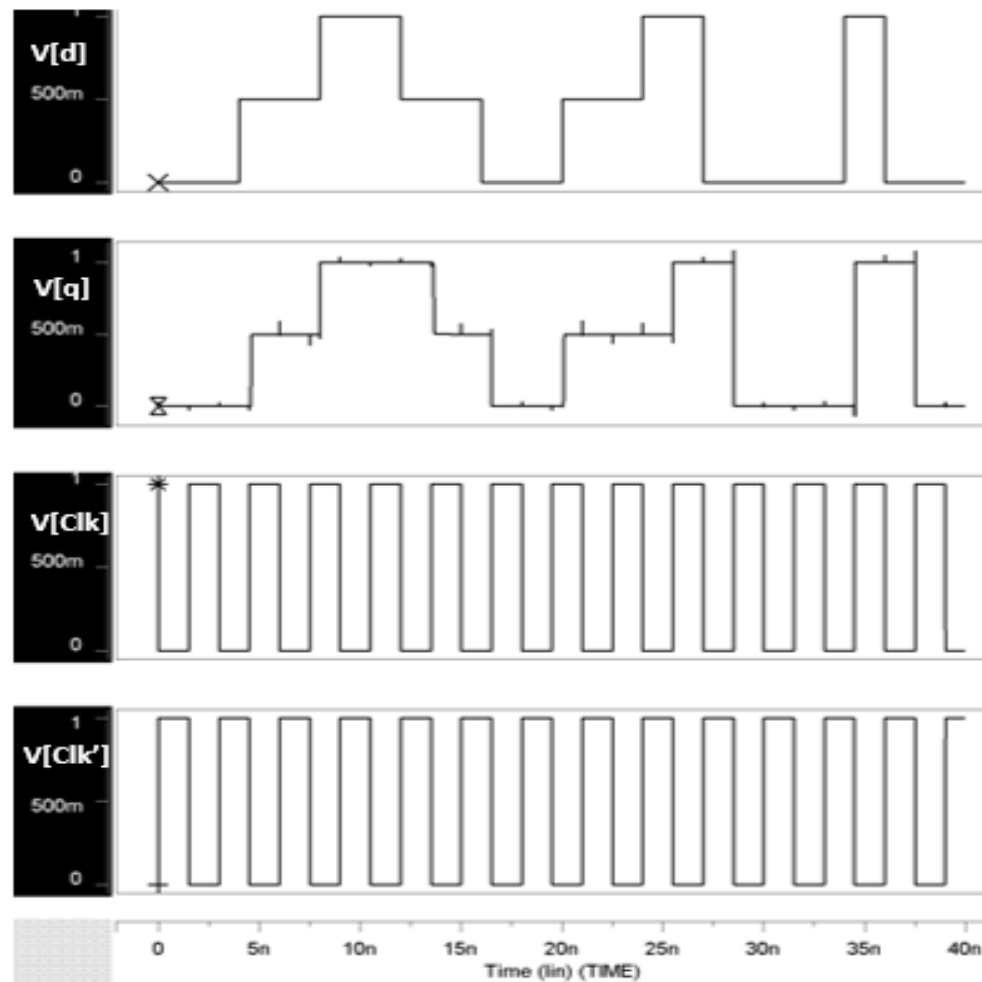 1
V[d]
500m
0
1
V[q]
500m
0
1
V[Clk]
500m
0
1
V[Clk’]
500m
0
0 5n 10n 15n 20n 25n 30n 35n 40n
Time (lin) (TIME)